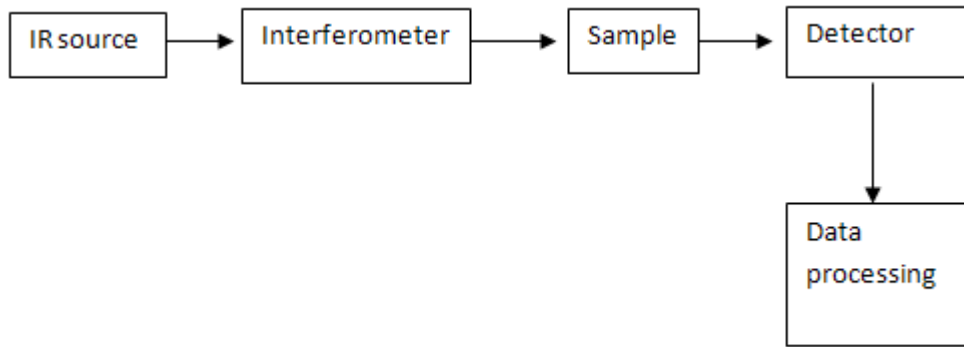 IR source
Interferometer
Sample
Detector
Data
processing